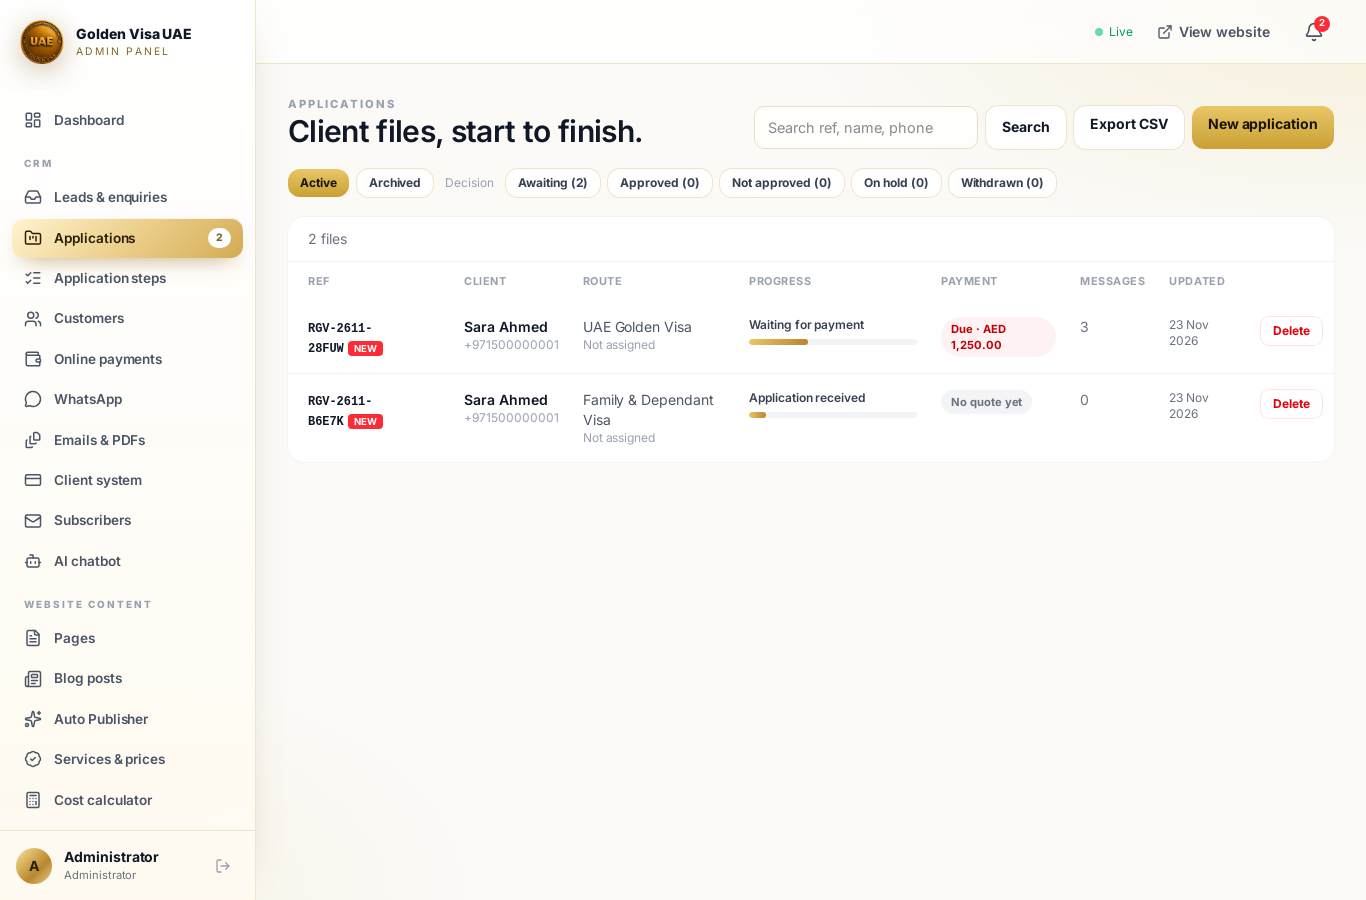 UAE
Golden Visa UAE
ADMIN PANEL
Live
View website
2
Dashboard
CRM
Leads & enquiries
Applications 2
Application steps
Customers
Online payments
WhatsApp
Emails & PDFs
Client system
Subscribers
AI chatbot
WEBSITE CONTENT
Pages
Blog posts
Auto Publisher
Services & prices
Cost calculator
A
Administrator
Administrator
APPLICATIONS
Client files, start to finish.
Search ref, name, phone
Search
Export CSV
New application
Active Archived Decision Awaiting (2) Approved (0) Not approved (0) On hold (0) Withdrawn (0)
2 files
REF CLIENT ROUTE PROGRESS PAYMENT MESSAGES UPDATED
RGV-2611-
28FUW NEW
Sara Ahmed
+971500000001
UAE Golden Visa
Not assigned
Waiting for payment
Due · AED
1,250.00
3
23 Nov
2026
Delete
RGV-2611-
B6E7K NEW
Sara Ahmed
+971500000001
Family & Dependant
Visa
Not assigned
Application received
No quote yet
0
23 Nov
2026
Delete